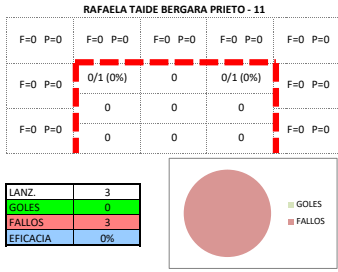 RAFAELA TAIDE BERGARA PRIETO - 11
F=0 P=0 F=0 P=0 F=0 P=0 F=0 P=0 F=0 P=0
F=0 P=0 0/1 (0%) 0 0/1 (0%) F=0 P=0
0 0 0
F=0 P=0 0 0 F=0 P=0
0
LANZ. 3
GOLES 0
FALLOS 3
EFICACIA 0%
GOLES
FALLOS